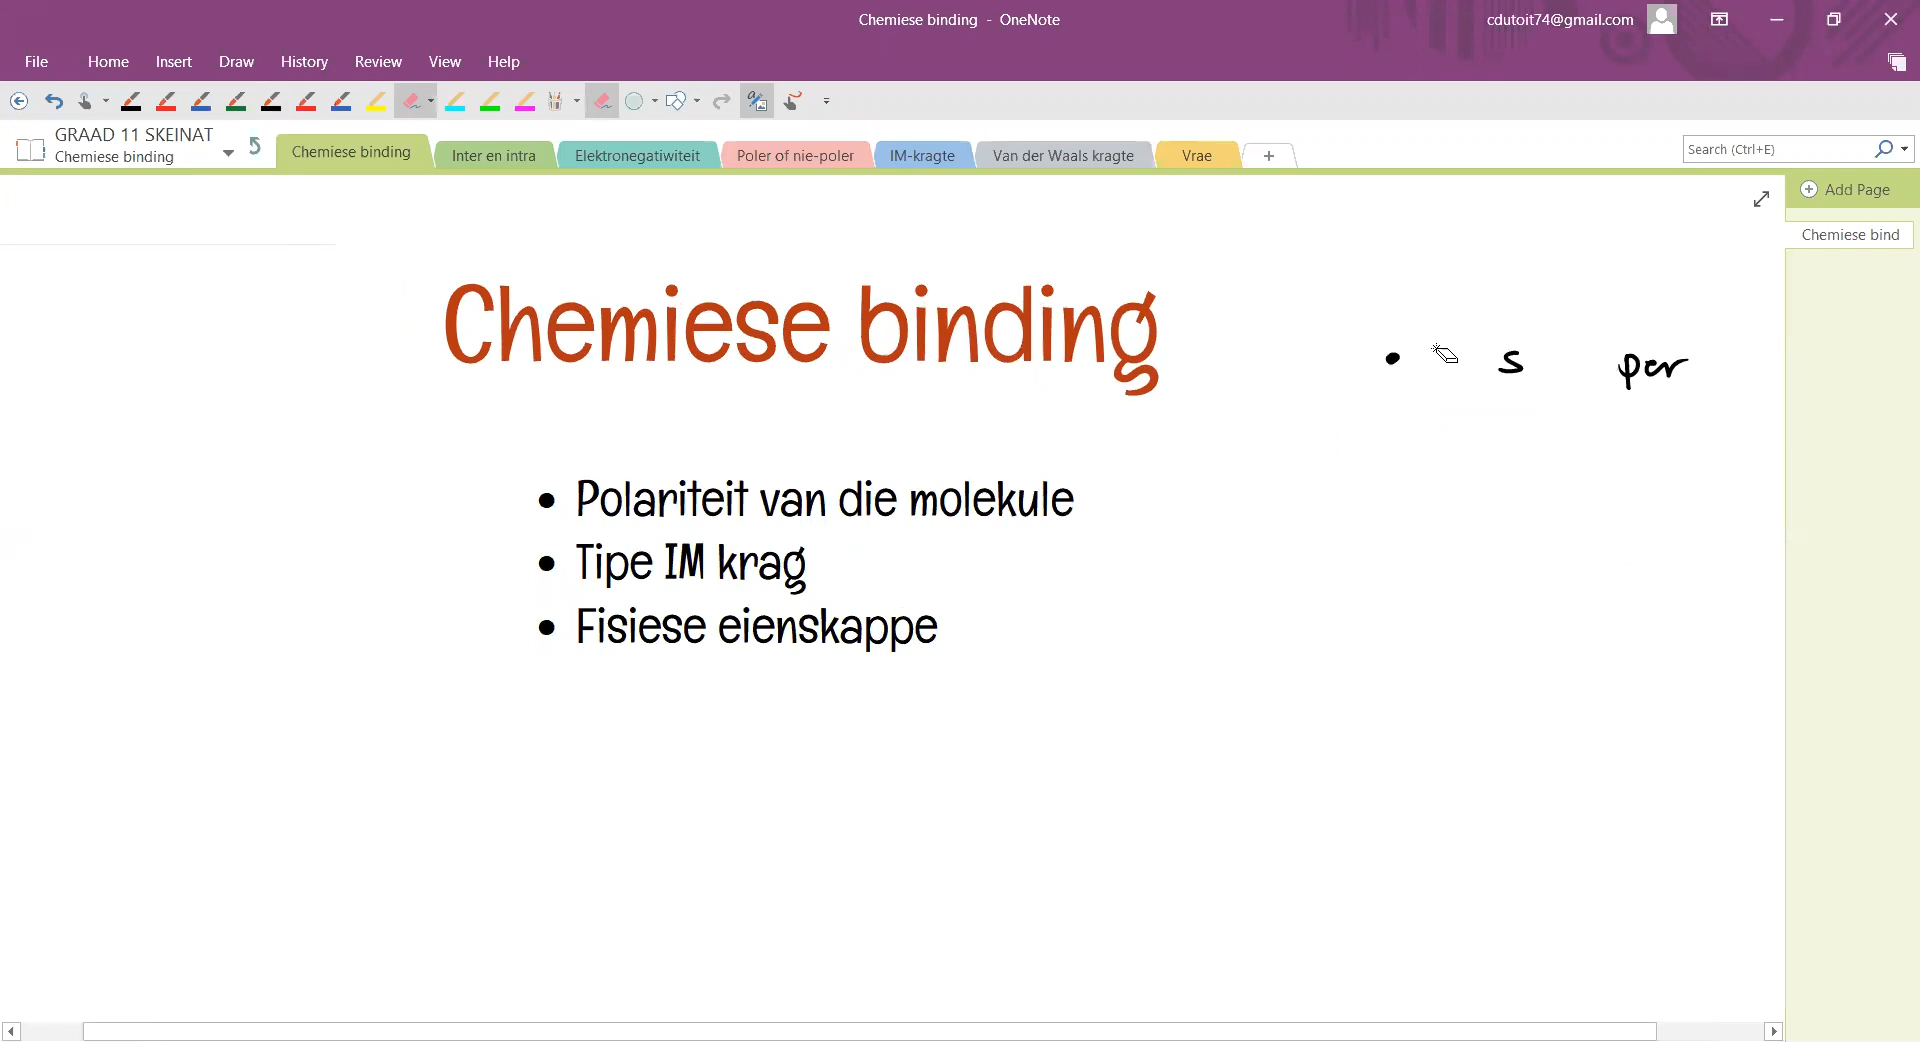 Chemiese binding - OneNote
cdutoit74@gmail.com
File Home Insert Draw History Review View Help
GRAAD 11 SKEINAT
Chemiese binding
Chemiese binding Inter en intra Elektronegatiwiteit Poler of nie-poler IM-kragte Van der Waals kragte Vrae +
Search (Ctrl+E)
Add Page
Chemiese bind
Chemiese binding
• s per
• Polariteit van die molekule
• Tipe IM krag
• Fisiese eienskappe